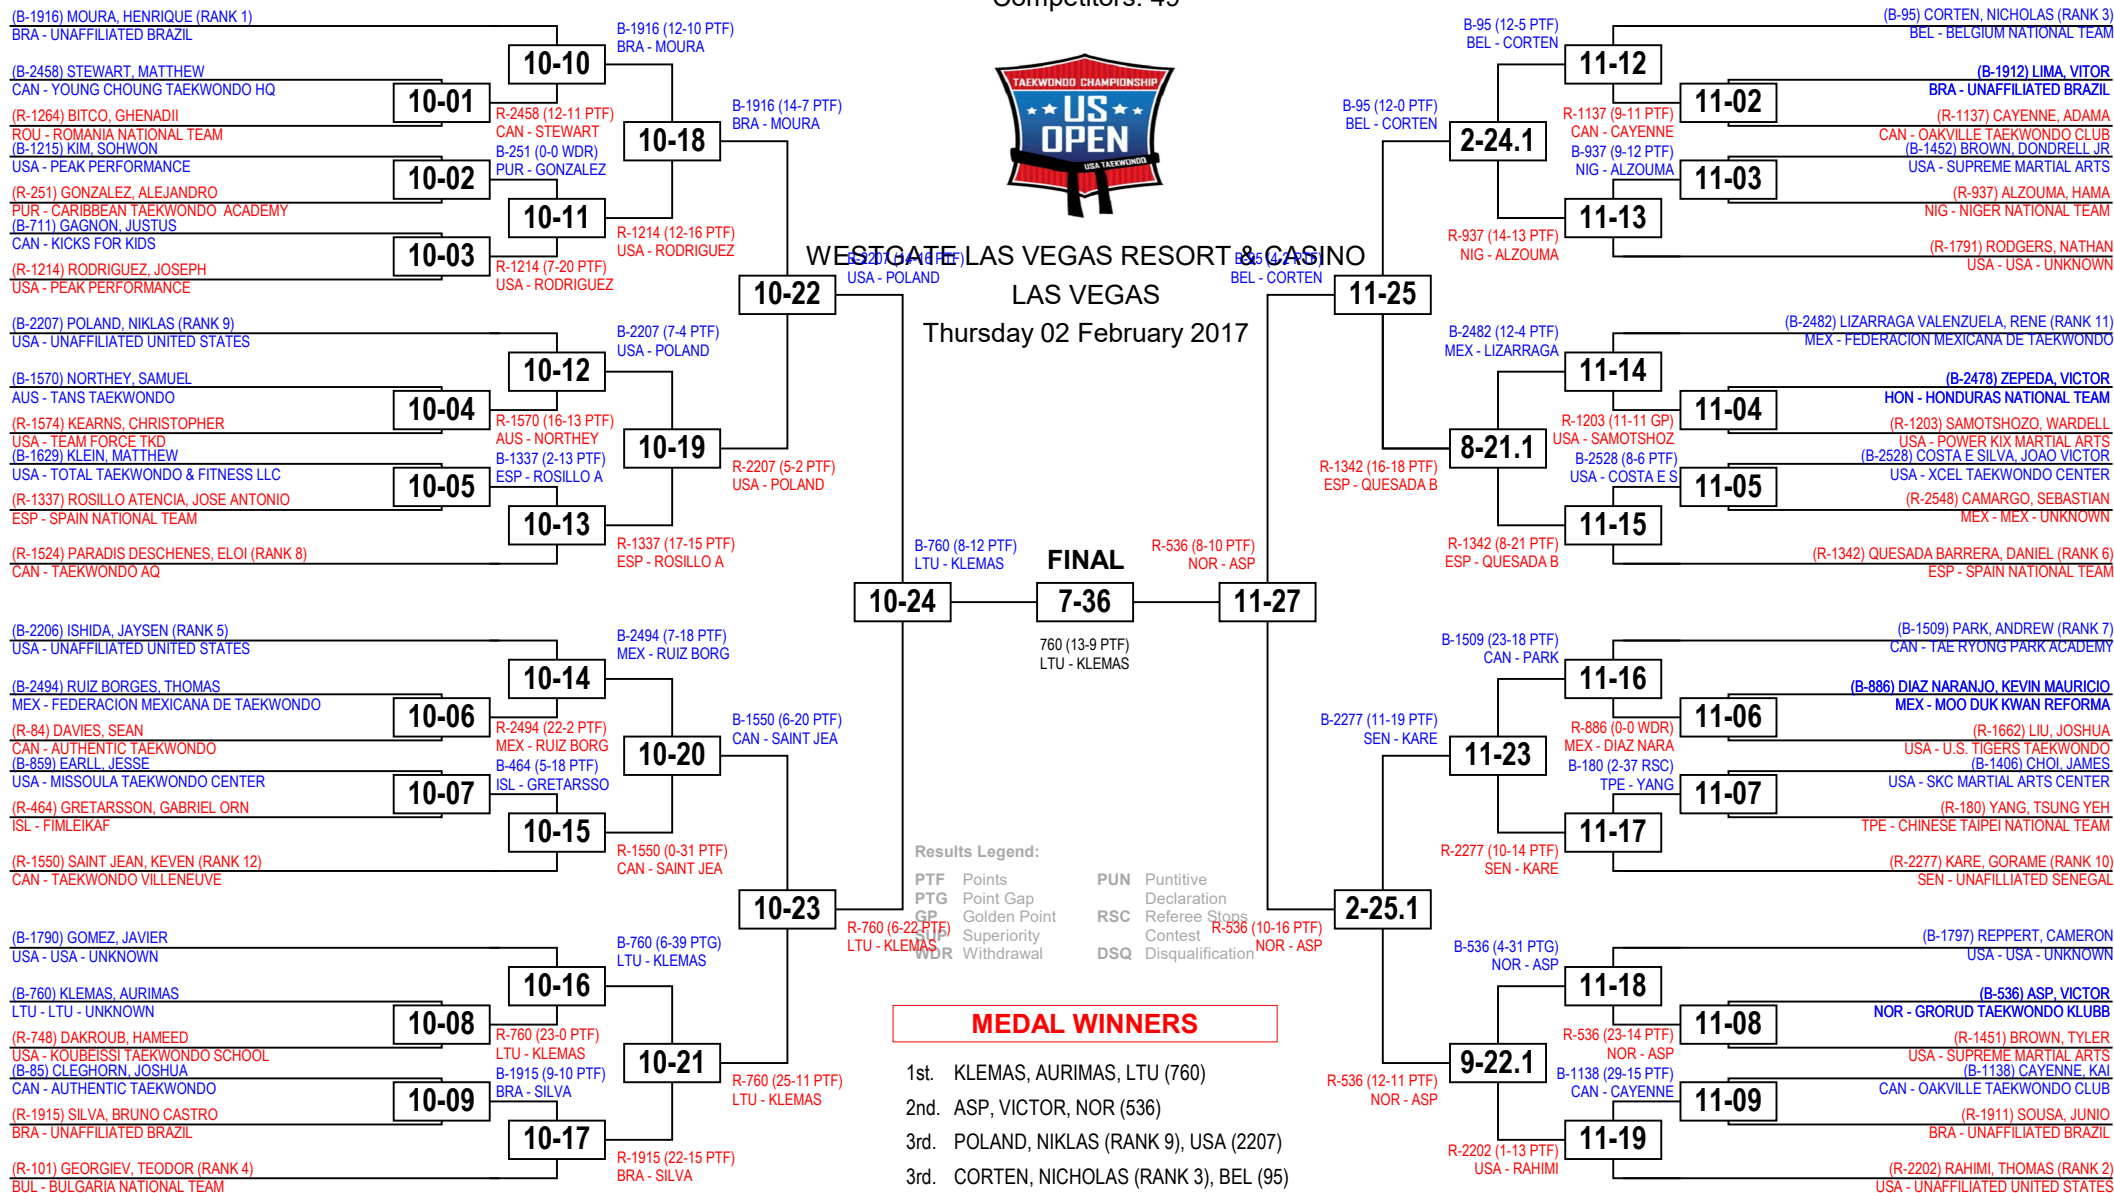 Competitors: 49
(B-1916) MOURA, HENRIQUE (RANK 1)
BRA - UNAFFILIATED BRAZIL
(B-2458) STEWART, MATTHEW
CAN - YOUNG CHOUNG TAEKWONDO HQ
(R-1264) BITCO, GHENADII
ROU - ROMANIA NATIONAL TEAM
(B-1215) KIM, SOHWON
USA - PEAK PERFORMANCE
(R-251) GONZALEZ, ALEJANDRO
PUR - CARIBBEAN TAEKWONDO ACADEMY
(B-711) GAGNON, JUSTUS
CAN - KICKS FOR KIDS
(R-1214) RODRIGUEZ, JOSEPH
USA - PEAK PERFORMANCE
(B-2207) POLAND, NIKLAS (RANK 9)
USA - UNAFFILIATED UNITED STATES
(B-1570) NORTHEY, SAMUEL
AUS - TANS TAEKWONDO
(R-1574) KEARNS, CHRISTOPHER
USA - TEAM FORCE TKD
(B-1629) KLEIN, MATTHEW
USA - TOTAL TAEKWONDO & FITNESS LLC
(R-1337) ROSILLO ATENCIA, JOSE ANTONIO
ESP - SPAIN NATIONAL TEAM
(R-1524) PARADIS DESCHENES, ELOI (RANK 8)
CAN - TAEKWONDO AQ
(B-2206) ISHIDA, JAYSEN (RANK 5)
USA - UNAFFILIATED UNITED STATES
(B-2494) RUIZ BORGES, THOMAS
MEX - FEDERACION MEXICANA DE TAEKWONDO
(R-84) DAVIES, SEAN
CAN - AUTHENTIC TAEKWONDO
(B-859) EARLL, JESSE
USA - MISSOULA TAEKWONDO CENTER
(R-464) GRETARSSON, GABRIEL ORN
ISL - FIMLEIKAF
(R-1550) SAINT JEAN, KEVEN (RANK 12)
CAN - TAEKWONDO VILLENEUVE
(B-1790) GOMEZ, JAVIER
USA - USA - UNKNOWN
(B-760) KLEMAS, AURIMAS
LTU - LTU - UNKNOWN
(R-748) DAKROUB, HAMEED
USA - KOUBEISSI TAEKWONDO SCHOOL
(B-85) CLEGHORN, JOSHUA
CAN - AUTHENTIC TAEKWONDO
(R-1915) SILVA, BRUNO CASTRO
BRA - UNAFFILIATED BRAZIL
(R-101) GEORGIEV, TEODOR (RANK 4)
BUL - BULGARIA NATIONAL TEAM
10-01
10-02
10-03
10-04
10-05
10-06
10-07
10-08
10-09
R-2458 (12-11 PTF)
CAN - STEWART
B-251 (0-0 WDR)
PUR - GONZALEZ
R-1214 (7-20 PTF)
USA - RODRIGUEZ
R-1570 (16-13 PTF)
AUS - NORTHEY
B-1337 (2-13 PTF)
ESP - ROSILLO A
R-2494 (22-2 PTF)
MEX - RUIZ BORG
B-464 (5-18 PTF)
ISL - GRETARSSO
R-760 (23-0 PTF)
LTU - KLEMAS
B-1915 (9-10 PTF)
BRA - SILVA
10-10
10-11
10-12
10-13
10-14
10-15
10-16
10-17
B-1916 (12-10 PTF)
BRA - MOURA
R-1214 (12-16 PTF)
USA - RODRIGUEZ
B-2207 (7-4 PTF)
USA - POLAND
R-1337 (17-15 PTF)
ESP - ROSILLO A
B-2494 (7-18 PTF)
MEX - RUIZ BORG
R-1550 (0-31 PTF)
CAN - SAINT JEA
B-760 (6-39 PTG)
LTU - KLEMAS
R-1915 (22-15 PTF)
BRA - SILVA
10-18
10-19
10-20
10-21
B-1916 (14-7 PTF)
BRA - MOURA
R-2207 (5-2 PTF)
USA - POLAND
B-1550 (6-20 PTF)
CAN - SAINT JEA
R-760 (25-11 PTF)
LTU - KLEMAS
10-22
10-23
USA - POLAND
R-760 (6-22 PTF)
LTU - KLEMAS
10-24
B-760 (8-12 PTF)
LTU - KLEMAS
TAEKWONDO CHAMPIONSHIP
US
OPEN
USA TAEKWONDO
WESTGATE LAS VEGAS RESORT & CASINO
LAS VEGAS
Thursday 02 February 2017
FINAL
7-36
760 (13-9 PTF)
LTU - KLEMAS
Results Legend:
PTF Points
PTG Point Gap
GP Golden Point
SUP Superiority
WDR Withdrawal
PUN Puntitive
Declaration
RSC Referee Stops
Contest
DSQ Disqualification
MEDAL WINNERS
1st. KLEMAS, AURIMAS, LTU (760)
2nd. ASP, VICTOR, NOR (536)
3rd. POLAND, NIKLAS (RANK 9), USA (2207)
3rd. CORTEN, NICHOLAS (RANK 3), BEL (95)
R-536 (8-10 PTF)
NOR - ASP
11-27
BEL - CORTEN
R-536 (10-16 PTF)
NOR - ASP
11-25
2-25.1
B-95 (12-0 PTF)
BEL - CORTEN
R-1342 (16-18 PTF)
ESP - QUESADA B
B-2277 (11-19 PTF)
SEN - KARE
R-536 (12-11 PTF)
NOR - ASP
2-24.1
8-21.1
11-23
9-22.1
B-95 (12-5 PTF)
BEL - CORTEN
R-937 (14-13 PTF)
NIG - ALZOUMA
B-2482 (12-4 PTF)
MEX - LIZARRAGA
R-1342 (8-21 PTF)
ESP - QUESADA B
B-1509 (23-18 PTF)
CAN - PARK
R-2277 (10-14 PTF)
SEN - KARE
B-536 (4-31 PTG)
NOR - ASP
R-2202 (1-13 PTF)
USA - RAHIMI
11-12
11-13
11-14
11-15
11-16
11-17
11-18
11-19
R-1137 (9-11 PTF)
CAN - CAYENNE
B-937 (9-12 PTF)
NIG - ALZOUMA
R-1203 (11-11 GP)
USA - SAMOTSHOZ
B-2528 (8-6 PTF)
USA - COSTA E S
R-886 (0-0 WDR)
MEX - DIAZ NARA
B-180 (2-37 RSC)
TPE - YANG
R-536 (23-14 PTF)
NOR - ASP
B-1138 (29-15 PTF)
CAN - CAYENNE
11-02
11-03
11-04
11-05
11-06
11-07
11-08
11-09
(B-95) CORTEN, NICHOLAS (RANK 3)
BEL - BELGIUM NATIONAL TEAM
(B-1912) LIMA, VITOR
BRA - UNAFFILIATED BRAZIL
(R-1137) CAYENNE, ADAMA
CAN - OAKVILLE TAEKWONDO CLUB
(B-1452) BROWN, DONDRELL JR
USA - SUPREME MARTIAL ARTS
(R-937) ALZOUMA, HAMA
NIG - NIGER NATIONAL TEAM
(R-1791) RODGERS, NATHAN
USA - USA - UNKNOWN
(B-2482) LIZARRAGA VALENZUELA, RENE (RANK 11)
MEX - FEDERACION MEXICANA DE TAEKWONDO
(B-2478) ZEPEDA, VICTOR
HON - HONDURAS NATIONAL TEAM
(R-1203) SAMOTSHOZO, WARDELL
USA - POWER KIX MARTIAL ARTS
(B-2528) COSTA E SILVA, JOAO VICTOR
USA - XCEL TAEKWONDO CENTER
(R-2548) CAMARGO, SEBASTIAN
MEX - MEX - UNKNOWN
(R-1342) QUESADA BARRERA, DANIEL (RANK 6)
ESP - SPAIN NATIONAL TEAM
(B-1509) PARK, ANDREW (RANK 7)
CAN - TAE RYONG PARK ACADEMY
(B-886) DIAZ NARANJO, KEVIN MAURICIO
MEX - MOO DUK KWAN REFORMA
(R-1662) LIU, JOSHUA
USA - U.S. TIGERS TAEKWONDO
(B-1406) CHOI, JAMES
USA - SKC MARTIAL ARTS CENTER
(R-180) YANG, TSUNG YEH
TPE - CHINESE TAIPEI NATIONAL TEAM
(R-2277) KARE, GORAME (RANK 10)
SEN - UNAFILLIATED SENEGAL
(B-1797) REPPERT, CAMERON
USA - USA - UNKNOWN
(B-536) ASP, VICTOR
NOR - GRORUD TAEKWONDO KLUBB
(R-1451) BROWN, TYLER
USA - SUPREME MARTIAL ARTS
(B-1138) CAYENNE, KAI
CAN - OAKVILLE TAEKWONDO CLUB
(R-1911) SOUSA, JUNIO
BRA - UNAFFILIATED BRAZIL
(R-2202) RAHIMI, THOMAS (RANK 2)
USA - UNAFFILIATED UNITED STATES